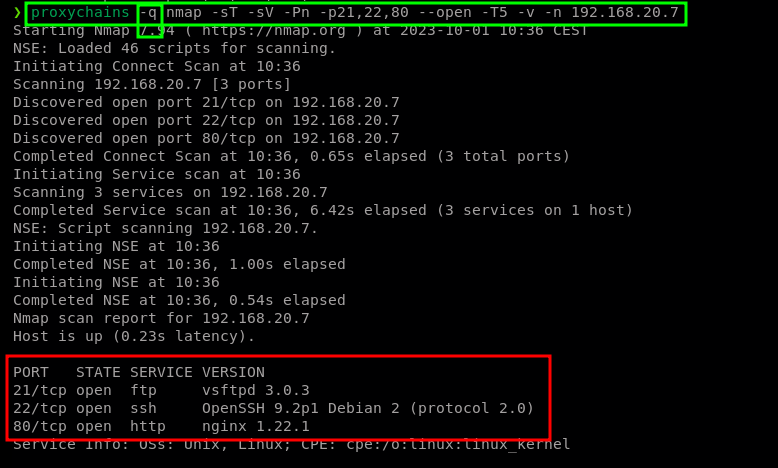 ❯ proxychains -q nmap -sT -sV -Pn -p21,22,80 --open -T5 -v -n 192.168.20.7
Starting Nmap 7.94 ( https://nmap.org ) at 2023-10-01 10:36 CEST
NSE: Loaded 46 scripts for scanning.
Initiating Connect Scan at 10:36
Scanning 192.168.20.7 [3 ports]
Discovered open port 21/tcp on 192.168.20.7
Discovered open port 22/tcp on 192.168.20.7
Discovered open port 80/tcp on 192.168.20.7
Completed Connect Scan at 10:36, 0.65s elapsed (3 total ports)
Initiating Service scan at 10:36
Scanning 3 services on 192.168.20.7
Completed Service scan at 10:36, 6.42s elapsed (3 services on 1 host)
NSE: Script scanning 192.168.20.7.
Initiating NSE at 10:36
Completed NSE at 10:36, 1.00s elapsed
Initiating NSE at 10:36
Completed NSE at 10:36, 0.54s elapsed
Nmap scan report for 192.168.20.7
Host is up (0.23s latency).
PORT   STATE SERVICE VERSION
21/tcp open  ftp     vsftpd 3.0.3
22/tcp open  ssh     OpenSSH 9.2p1 Debian 2 (protocol 2.0)
80/tcp open  http    nginx 1.22.1
Service Info: OSs: Unix, Linux; CPE: cpe:/o:linux:linux_kernel